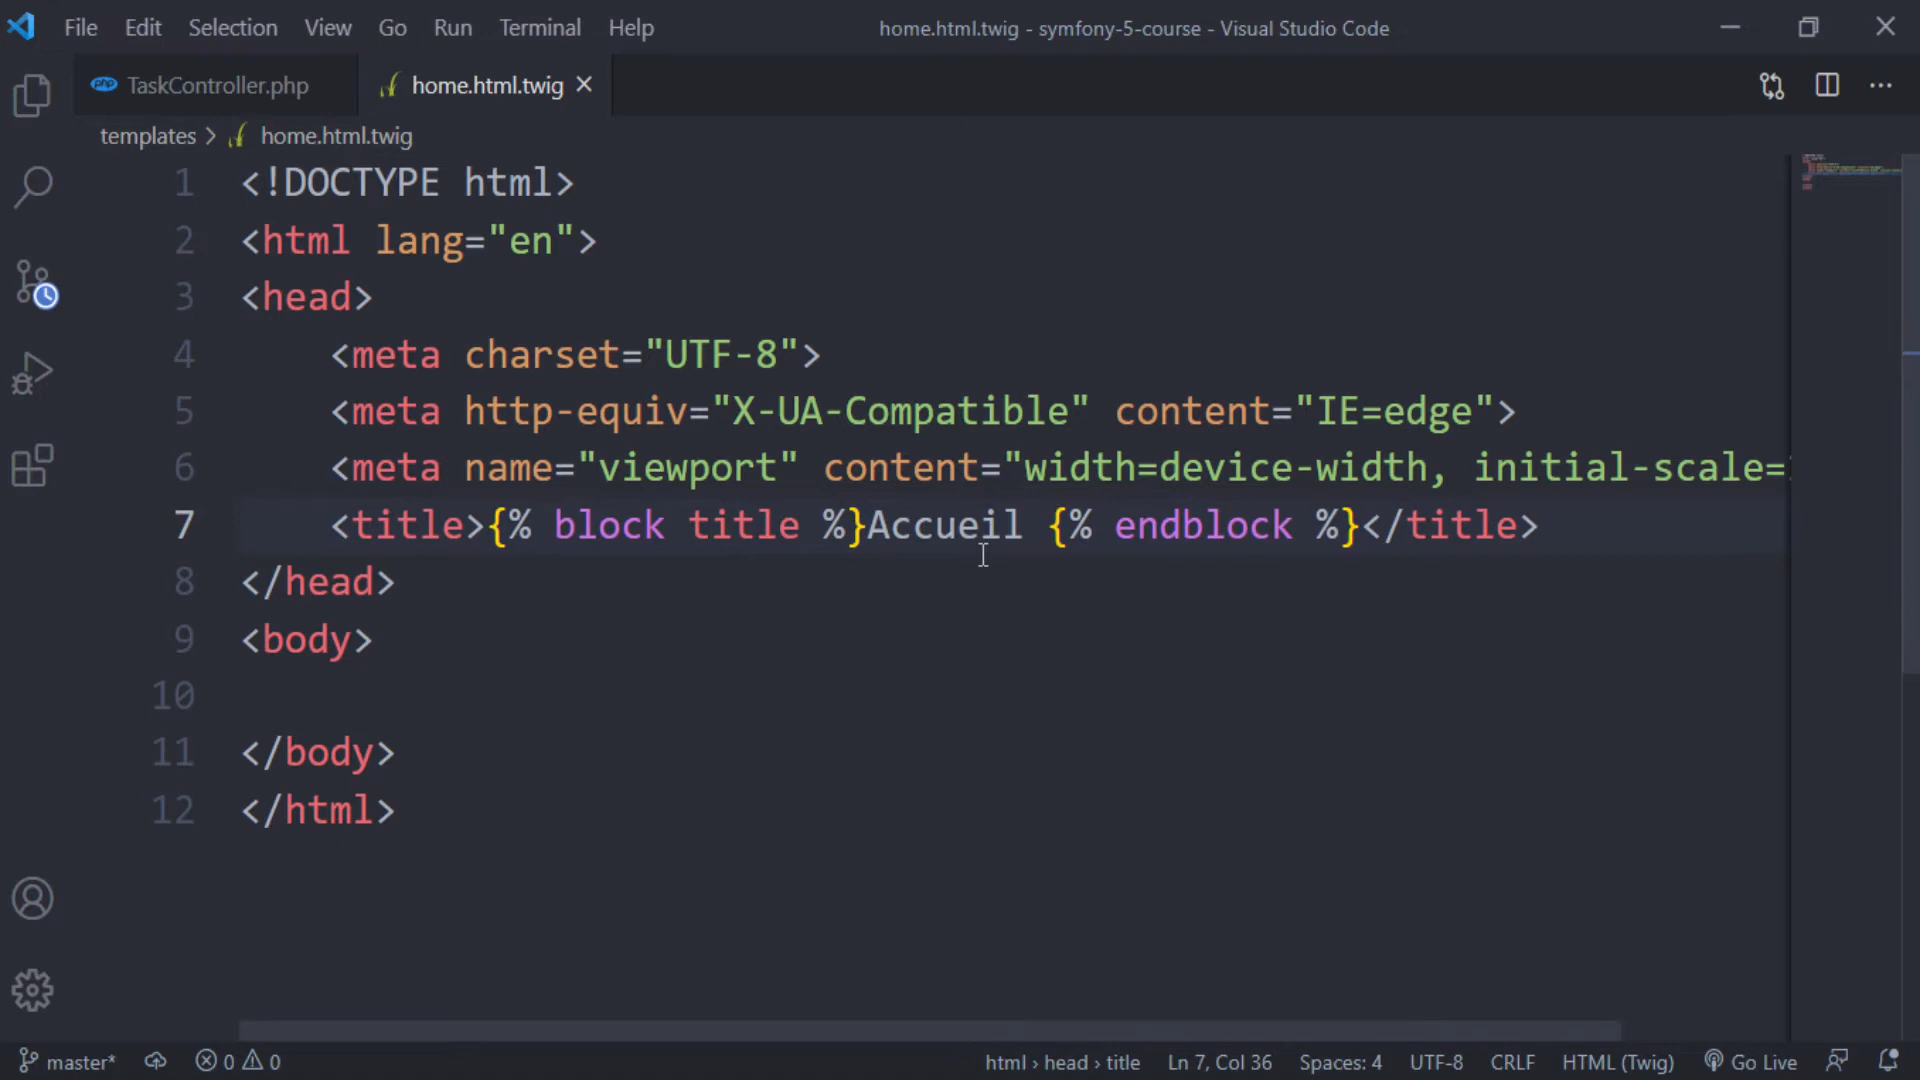 File Edit Selection View Go Run Terminal Help home.html.twig - symfony-5-course - Visual Studio Code
php TaskController.php home.html.twig
templates > home.html.twig
1 <!DOCTYPE html>
2 <html lang="en">
3 <head>
4 <meta charset="UTF-8">
5 <meta http-equiv="X-UA-Compatible" content="IE=edge">
6 <meta name="viewport" content="width=device-width, initial-scale=
7 <title>{% block title %}Accueil {% endblock %}</title>
8 </head>
9 <body>
10
11 </body>
12 </html>
master* 0 0 html › head › title Ln 7, Col 36 Spaces: 4 UTF-8 CRLF HTML (Twig) Go Live